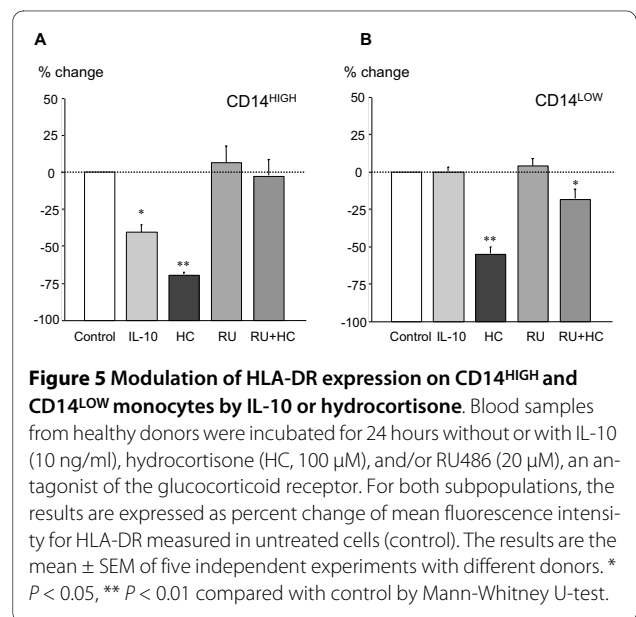 A
B
% change
% change
CD14HIGH
CD14LOW
50
25
0
-25
-50
-75
-100
50
25
0
-25
-50
-75
-100
*
**
**
*
Control IL-10 HC RU RU+HC
Control IL-10 HC RU RU+HC
Figure 5 Modulation of HLA-DR expression on CD14HIGH and
CD14LOW monocytes by IL-10 or hydrocortisone. Blood samples
from healthy donors were incubated for 24 hours without or with IL-10
(10 ng/ml), hydrocortisone (HC, 100 μM), and/or RU486 (20 μM), an an-
tagonist of the glucocorticoid receptor. For both subpopulations, the
results are expressed as percent change of mean fluorescence intensi-
ty for HLA-DR measured in untreated cells (control). The results are the
mean ± SEM of five independent experiments with different donors. *
P < 0.05, ** P < 0.01 compared with control by Mann-Whitney U-test.